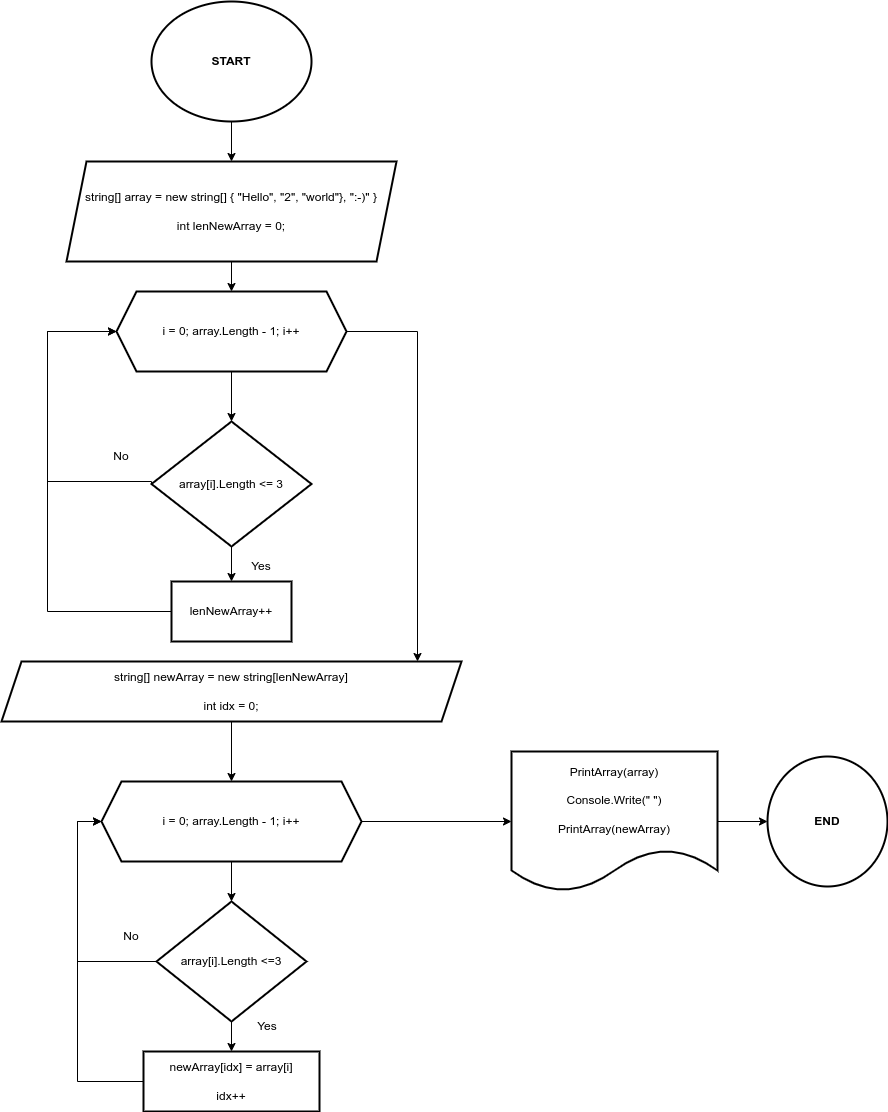 START
string[] array = new string[] { "Hello", "2", "world"}, ":-)" }
int lenNewArray = 0;
i = 0; array.Length - 1; i++
No
array[i].Length <= 3
Yes
lenNewArray++
string[] newArray = new string[lenNewArray]
int idx = 0;
i = 0; array.Length - 1; i++
PrintArray(array)
Console.Write(" ")
PrintArray(newArray)
END
No
array[i].Length <=3
Yes
newArray[idx] = array[i]
idx++